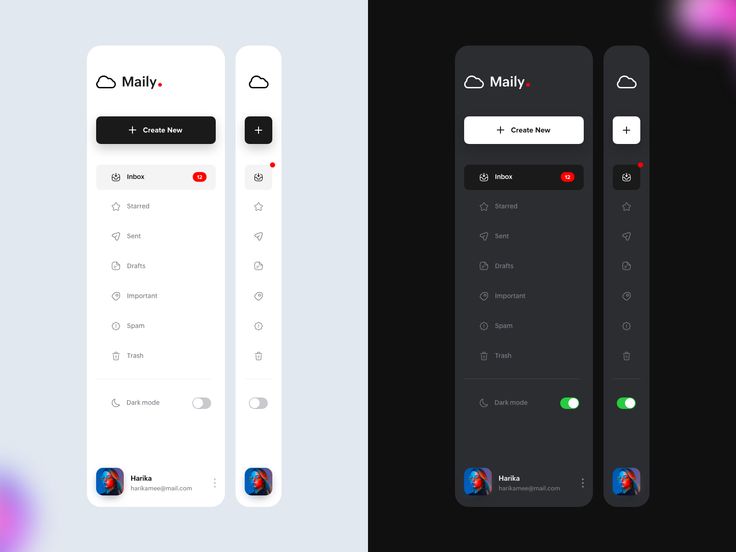 Maily.
Create New
Inbox 12
Starred
Sent
Drafts
Important
Spam
Trash
Dark mode
Harika
harikamee@mail.com
Maily.
Create New
Inbox 12
Starred
Sent
Drafts
Important
Spam
Trash
Dark mode
Harika
harikamee@mail.com